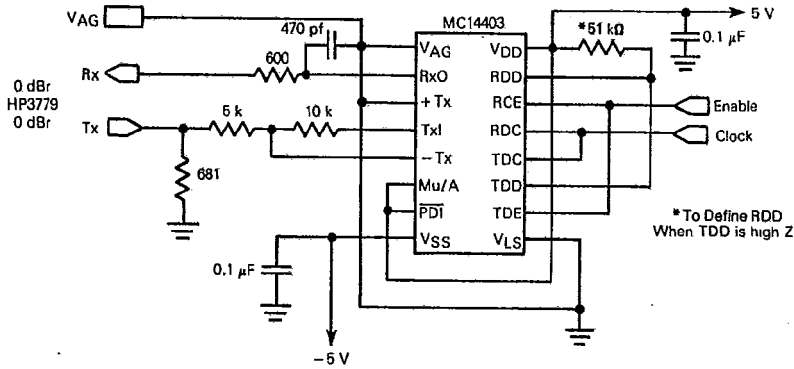 MC14403
VAG
470 pf
5 V
*51 kΩ
0.1 μF
VAG
VDD
Rx
600
RxO
RDD
0 dBr
HP3779
0 dBr
+Tx
RCE
Enable
Tx
5 k
10 k
TxI
RDC
Clock
-Tx
TDC
681
Mu/A
TDD
PDI
TDE
*To Define RDD
When TDD is high Z
VSS
VLS
0.1 μF
-5 V